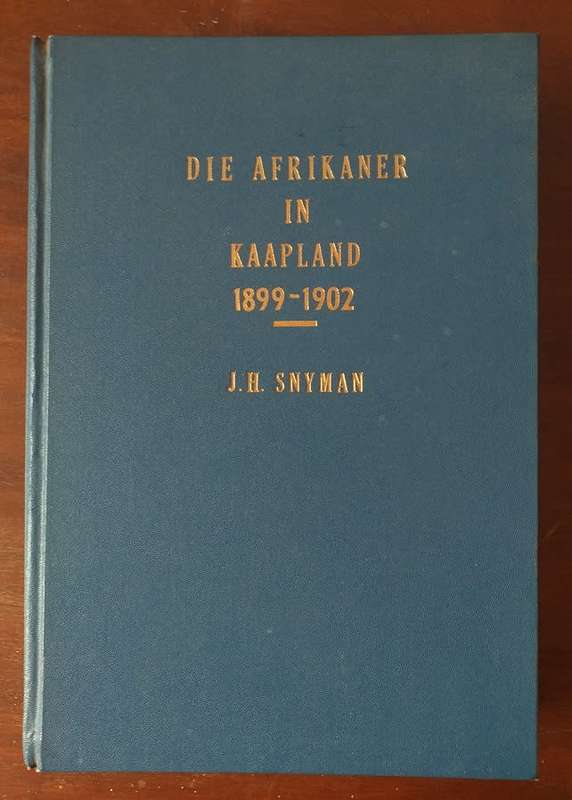 DIE AFRIKANER
IN
KAAPLAND
1899-1902
J.H. SNYMAN